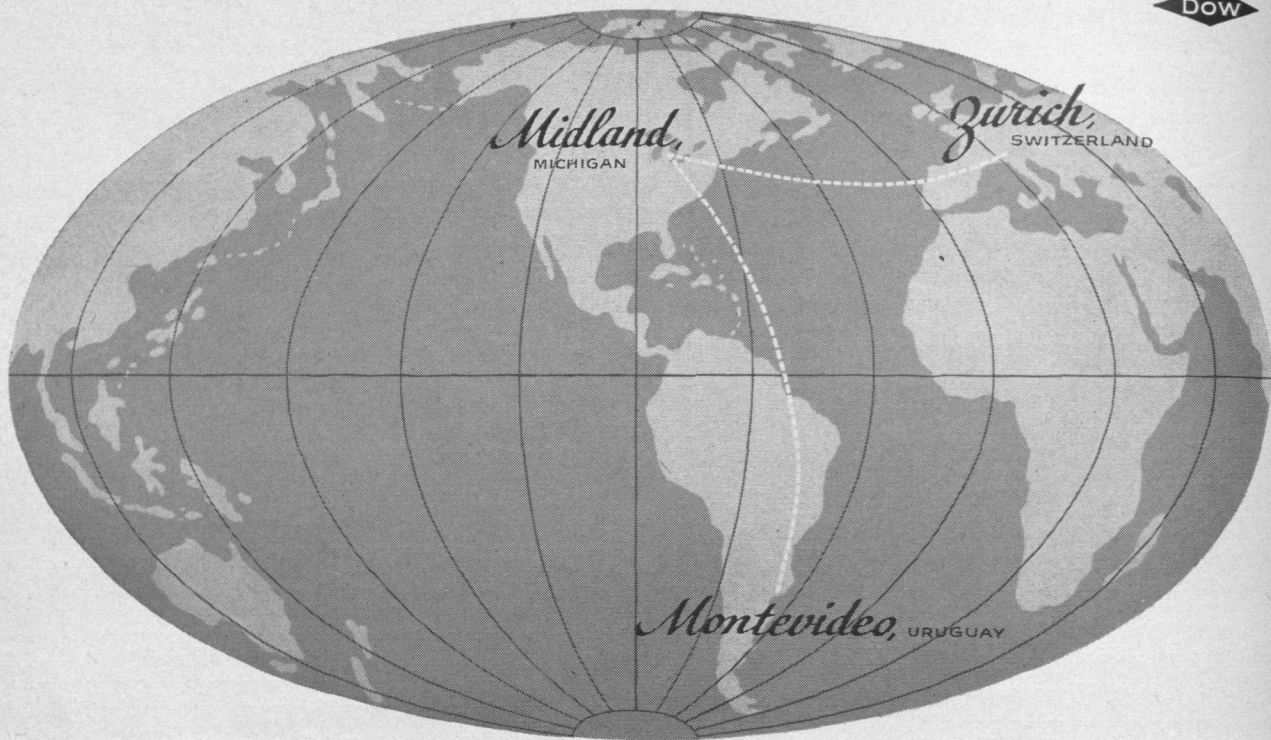 Dow
Midland,
MICHIGAN
Zurich,
SWITZERLAND
Montevideo, URUGUAY